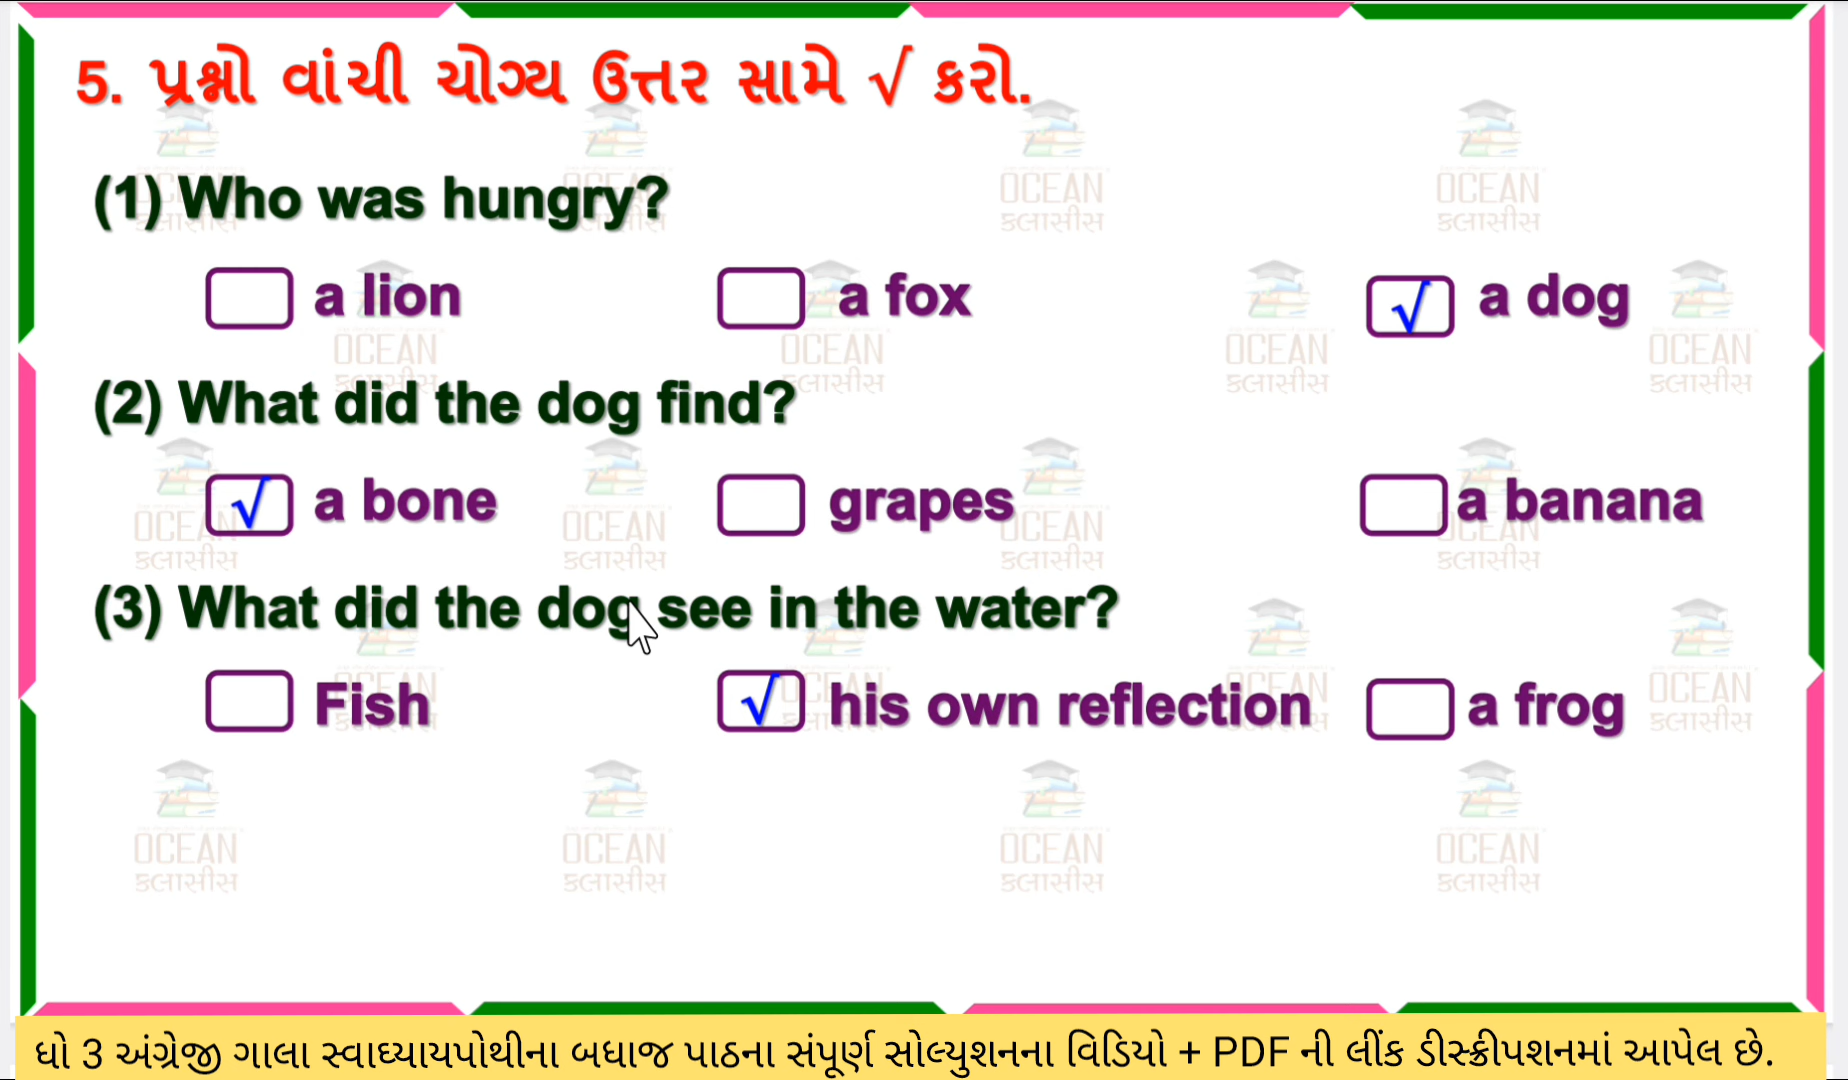 5. પ્રશ્નો વાંચી યોગ્ય ઉત્તર સામે √ કરો.
(1) Who was hungry?
a lion
a fox
√ a dog
(2) What did the dog find?
√ a bone
grapes
a banana
(3) What did the dog see in the water?
Fish
√ his own reflection
a frog
OCEAN
ક્લાસીસ
ધો 3 અંગ્રેજી ગાલા સ્વાધ્યાયપોથીના બધાજ પાઠના સંપૂર્ણ સોલ્યુશનના વિડિયો + PDF ની લીંક ડીસ્ક્રીપશનમાં આપેલ છે.